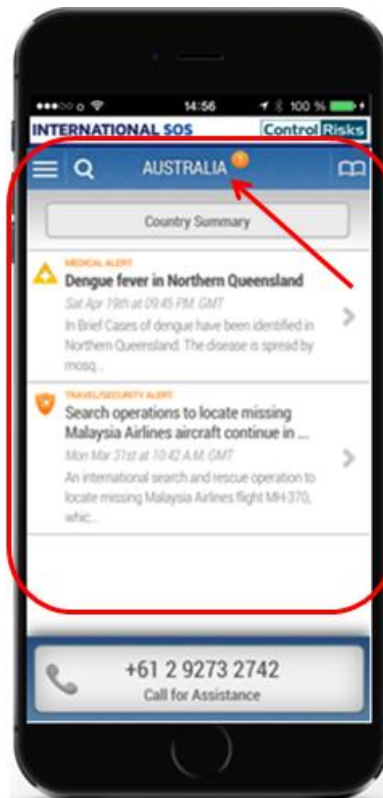 14:56 100 %
INTERNATIONAL SOS Control Risks
AUSTRALIA
Country Summary
MEDICAL ALERT
Dengue fever in Northern Queensland
Sat Apr 19th at 09:45 P.M. GMT
In Brief Cases of dengue have been identified in
Northern Queensland. The disease is spread by
mosq...
TRAVEL/SECURITY ALERT
Search operations to locate missing
Malaysia Airlines aircraft continue in ...
Mon Mar 31st at 10:42 A.M. GMT
An international search and rescue operation to
locate missing Malaysia Airlines flight MH-370,
whic...
+61 2 9273 2742
Call for Assistance